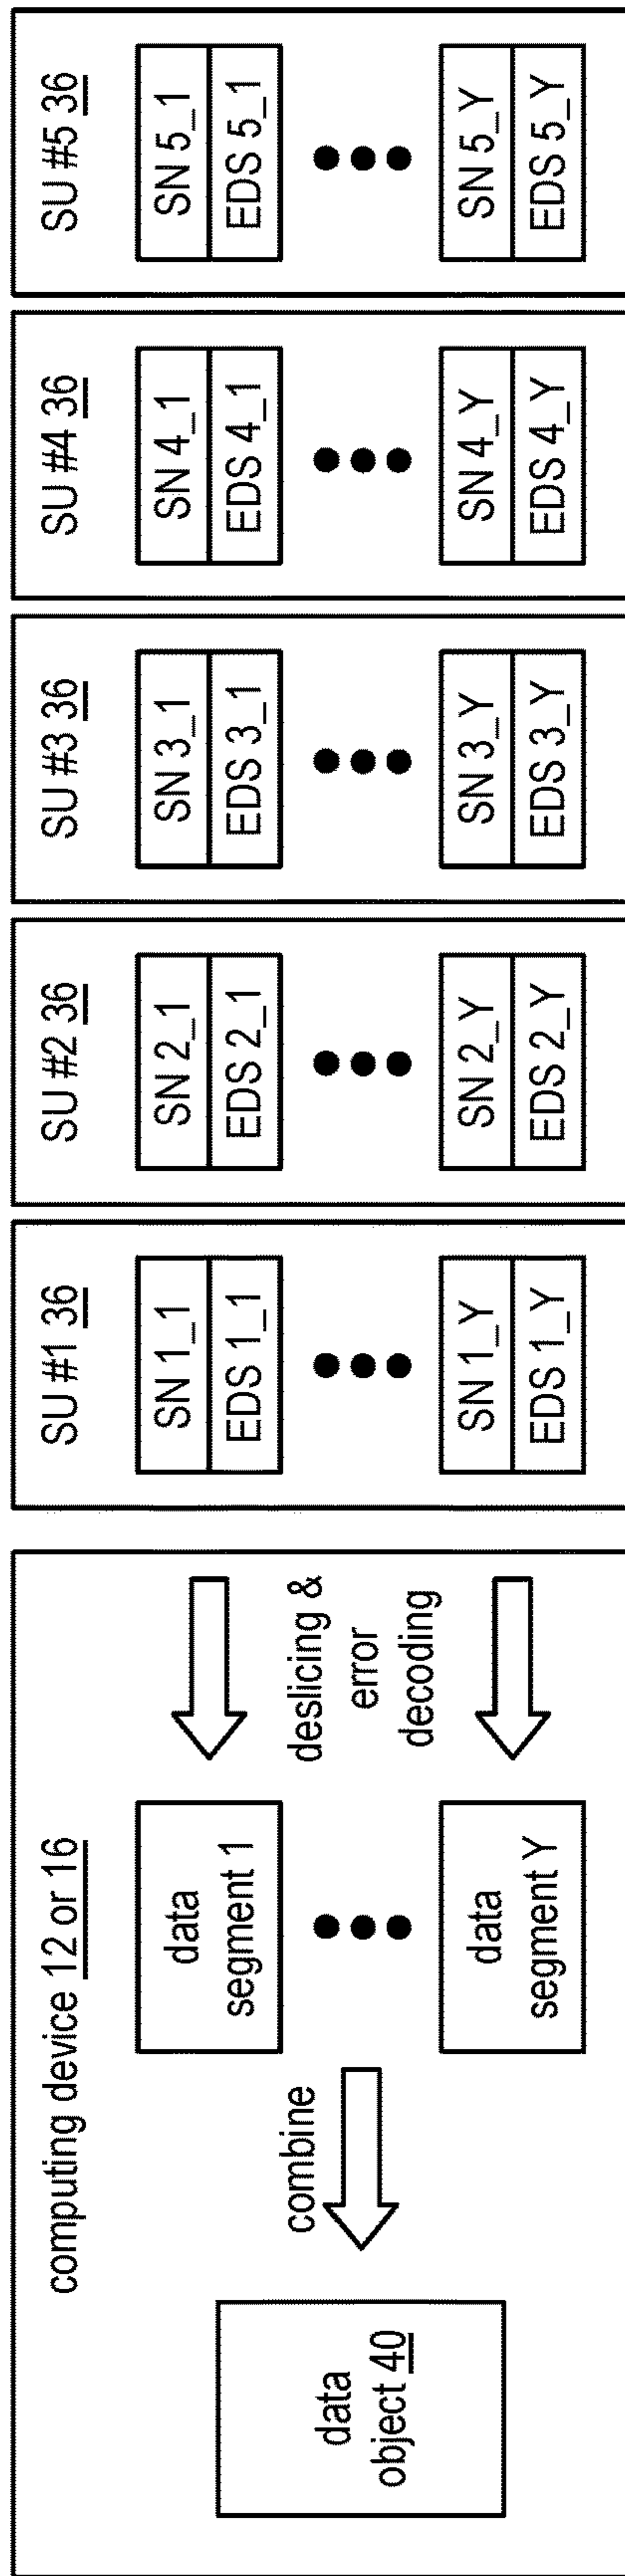 computing device 12 or 16
data
object 40
combine
data
segment 1
data
segment Y
deslicing &
error
decoding
SU #1 36
SN 1_1
EDS 1_1
SN 1_Y
EDS 1_Y
SU #2 36
SN 2_1
EDS 2_1
SN 2_Y
EDS 2_Y
SU #3 36
SN 3_1
EDS 3_1
SN 3_Y
EDS 3_Y
SU #4 36
SN 4_1
EDS 4_1
SN 4_Y
EDS 4_Y
SU #5 36
SN 5_1
EDS 5_1
SN 5_Y
EDS 5_Y